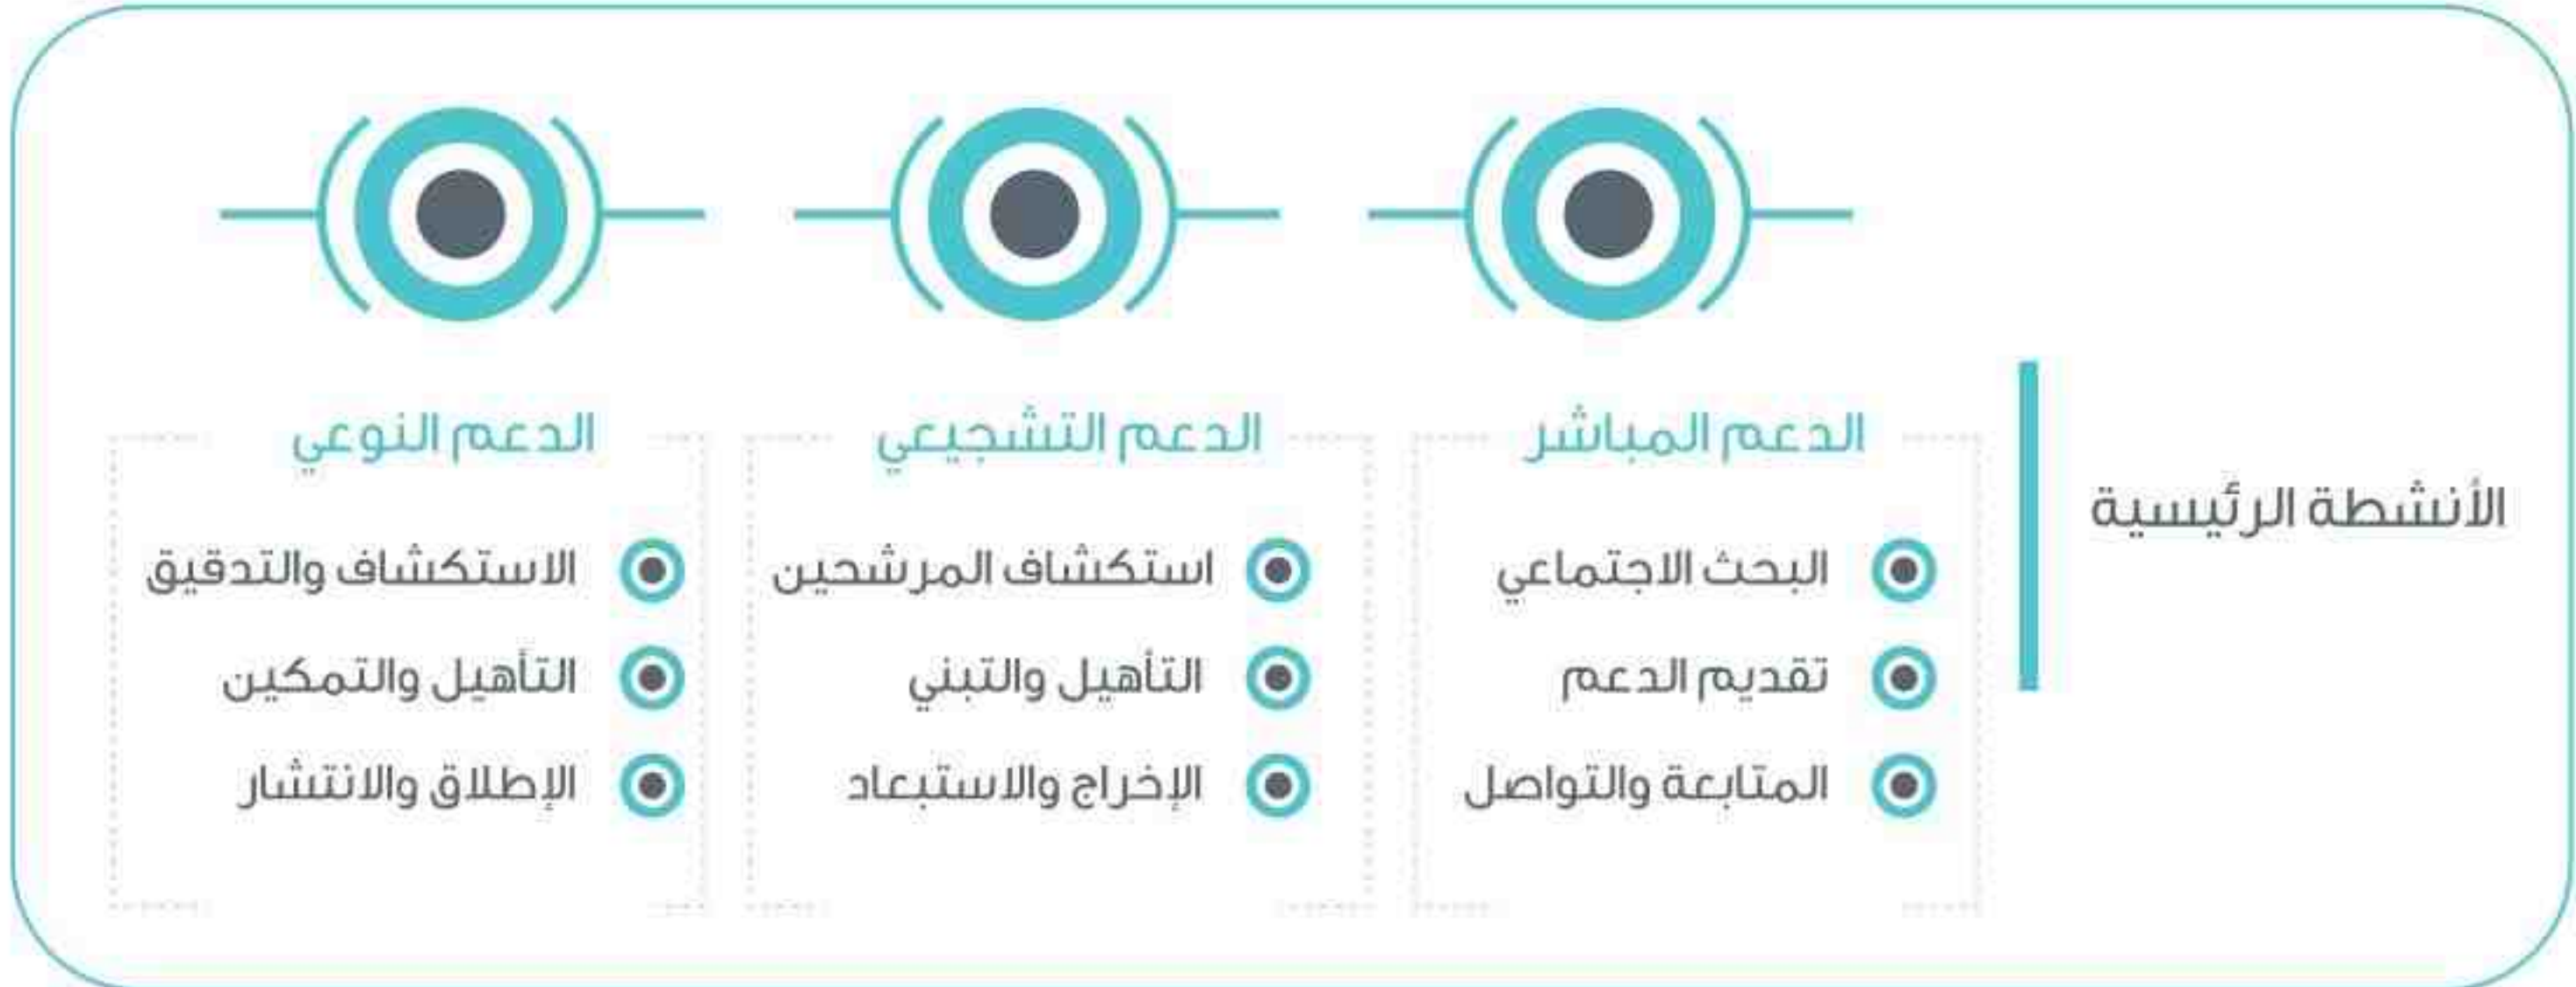 الأنشطة الرئيسية
الدعم المباشر
البحث الاجتماعي
تقديم الدعم
المتابعة والتواصل
الدعم التشجيعي
استكشاف المرشحين
التأهيل والتبني
الإخراج والاستبعاد
الدعم النوعي
الاستكشاف والتدقيق
التأهيل والتمكين
الإطلاق والانتشار